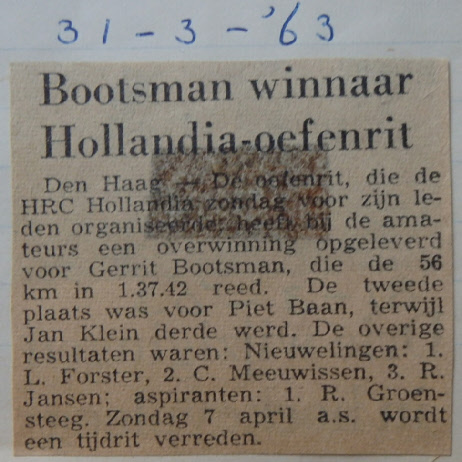 31-3-'63
Bootsman winnaar
Hollandia-oefenrit
Den Haag — De oefenrit, die de
HRC Hollandia zondag voor zijn le-
den organiseerde, heeft bij de ama-
teurs een overwinning opgeleverd
voor Gerrit Bootsman, die de 56
km in 1.37.42 reed. De tweede
plaats was voor Piet Baan, terwijl
Jan Klein derde werd. De overige
resultaten waren: Nieuwelingen: 1.
L. Forster, 2. C. Meeuwissen, 3. R.
Jansen; aspiranten: 1. R. Groen-
steeg. Zondag 7 april a.s. wordt
een tijdrit verreden.